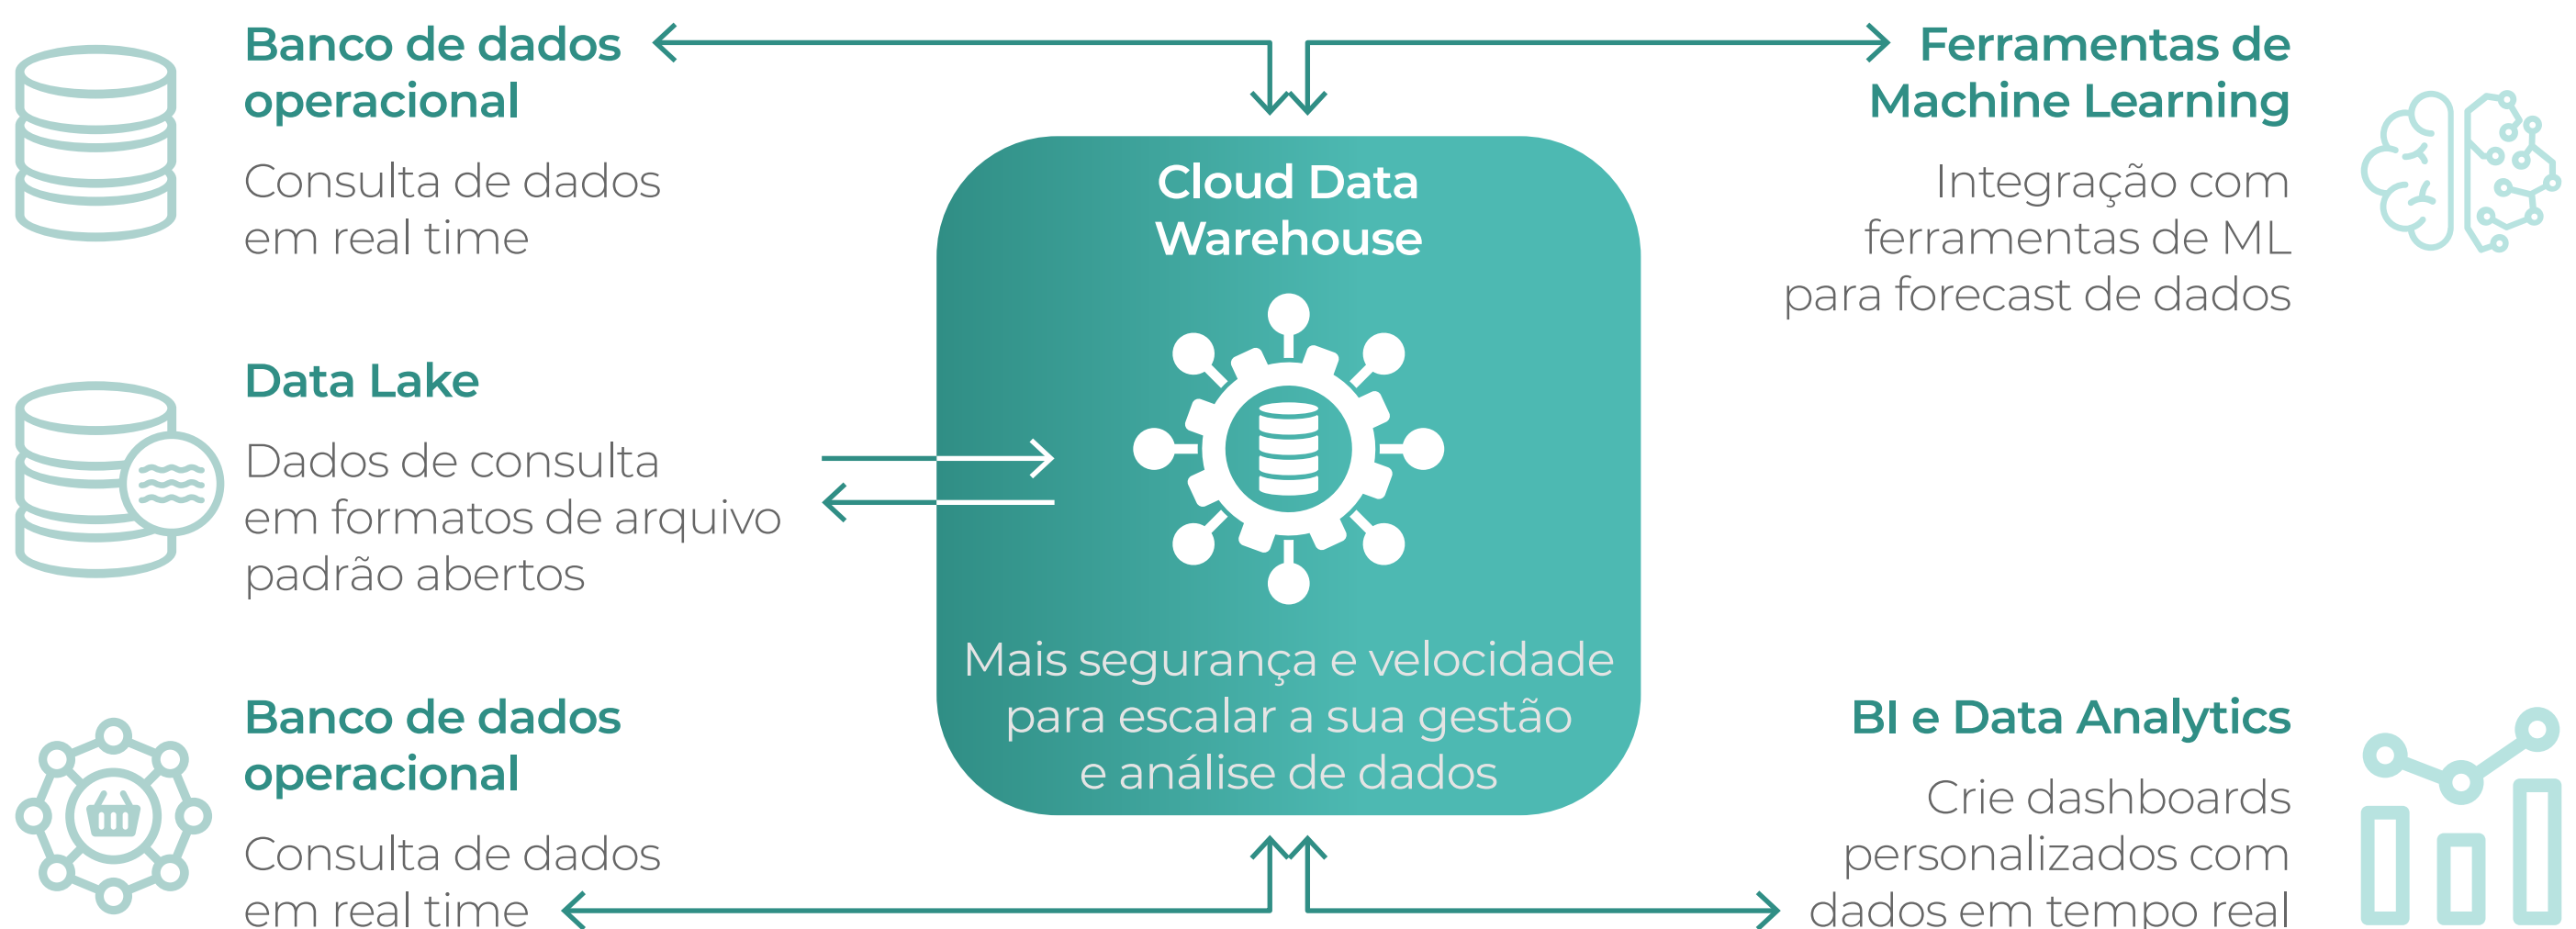 Banco de dados
operacional
Consulta de dados
em real time
Data Lake
Dados de consulta
em formatos de arquivo
padrão abertos
Banco de dados
operacional
Consulta de dados
em real time
Cloud Data
Warehouse
Mais segurança e velocidade
para escalar a sua gestão
e análise de dados
Ferramentas de
Machine Learning
Integração com
ferramentas de ML
para forecast de dados
BI e Data Analytics
Crie dashboards
personalizados com
dados em tempo real